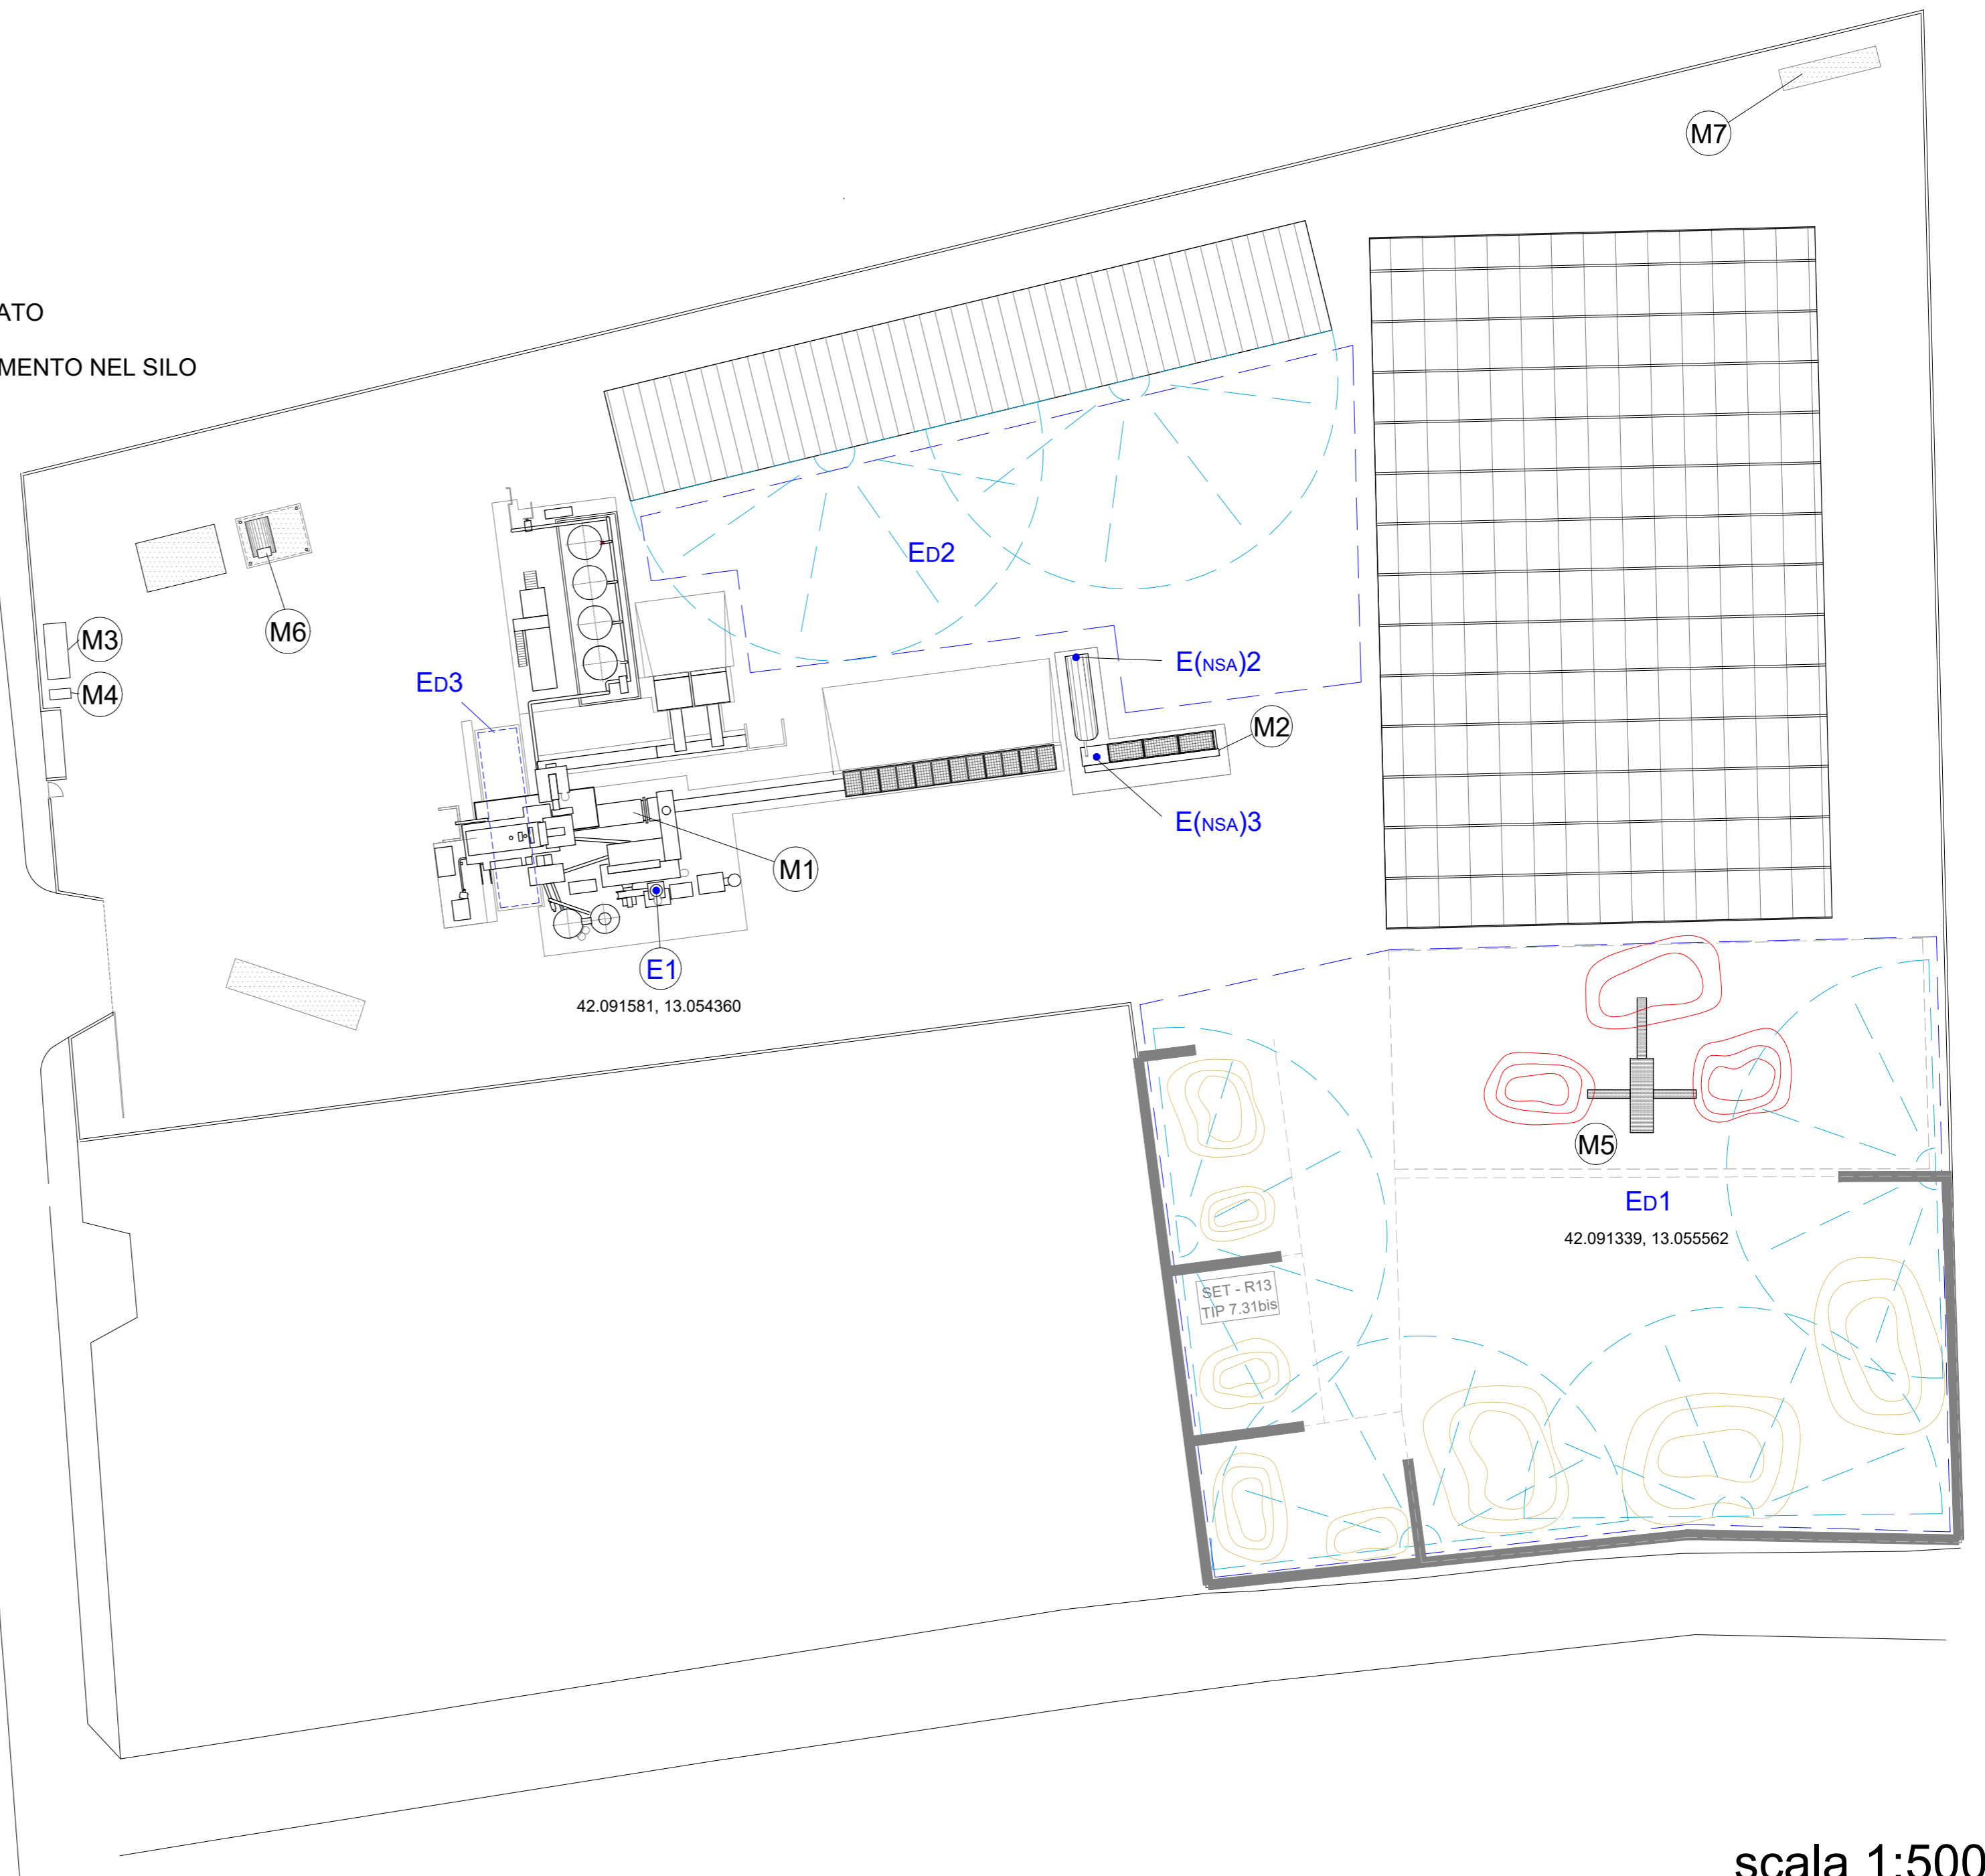 M7
ATO
MENTO NEL SILO
ED2
M6
M3
M4
ED3
E(NSA)2
M2
E(NSA)3
M1
E1
42.091581, 13.054360
M5
ED1
42.091339, 13.055562
SET - R13
TIP 7.31bis
scala 1:500